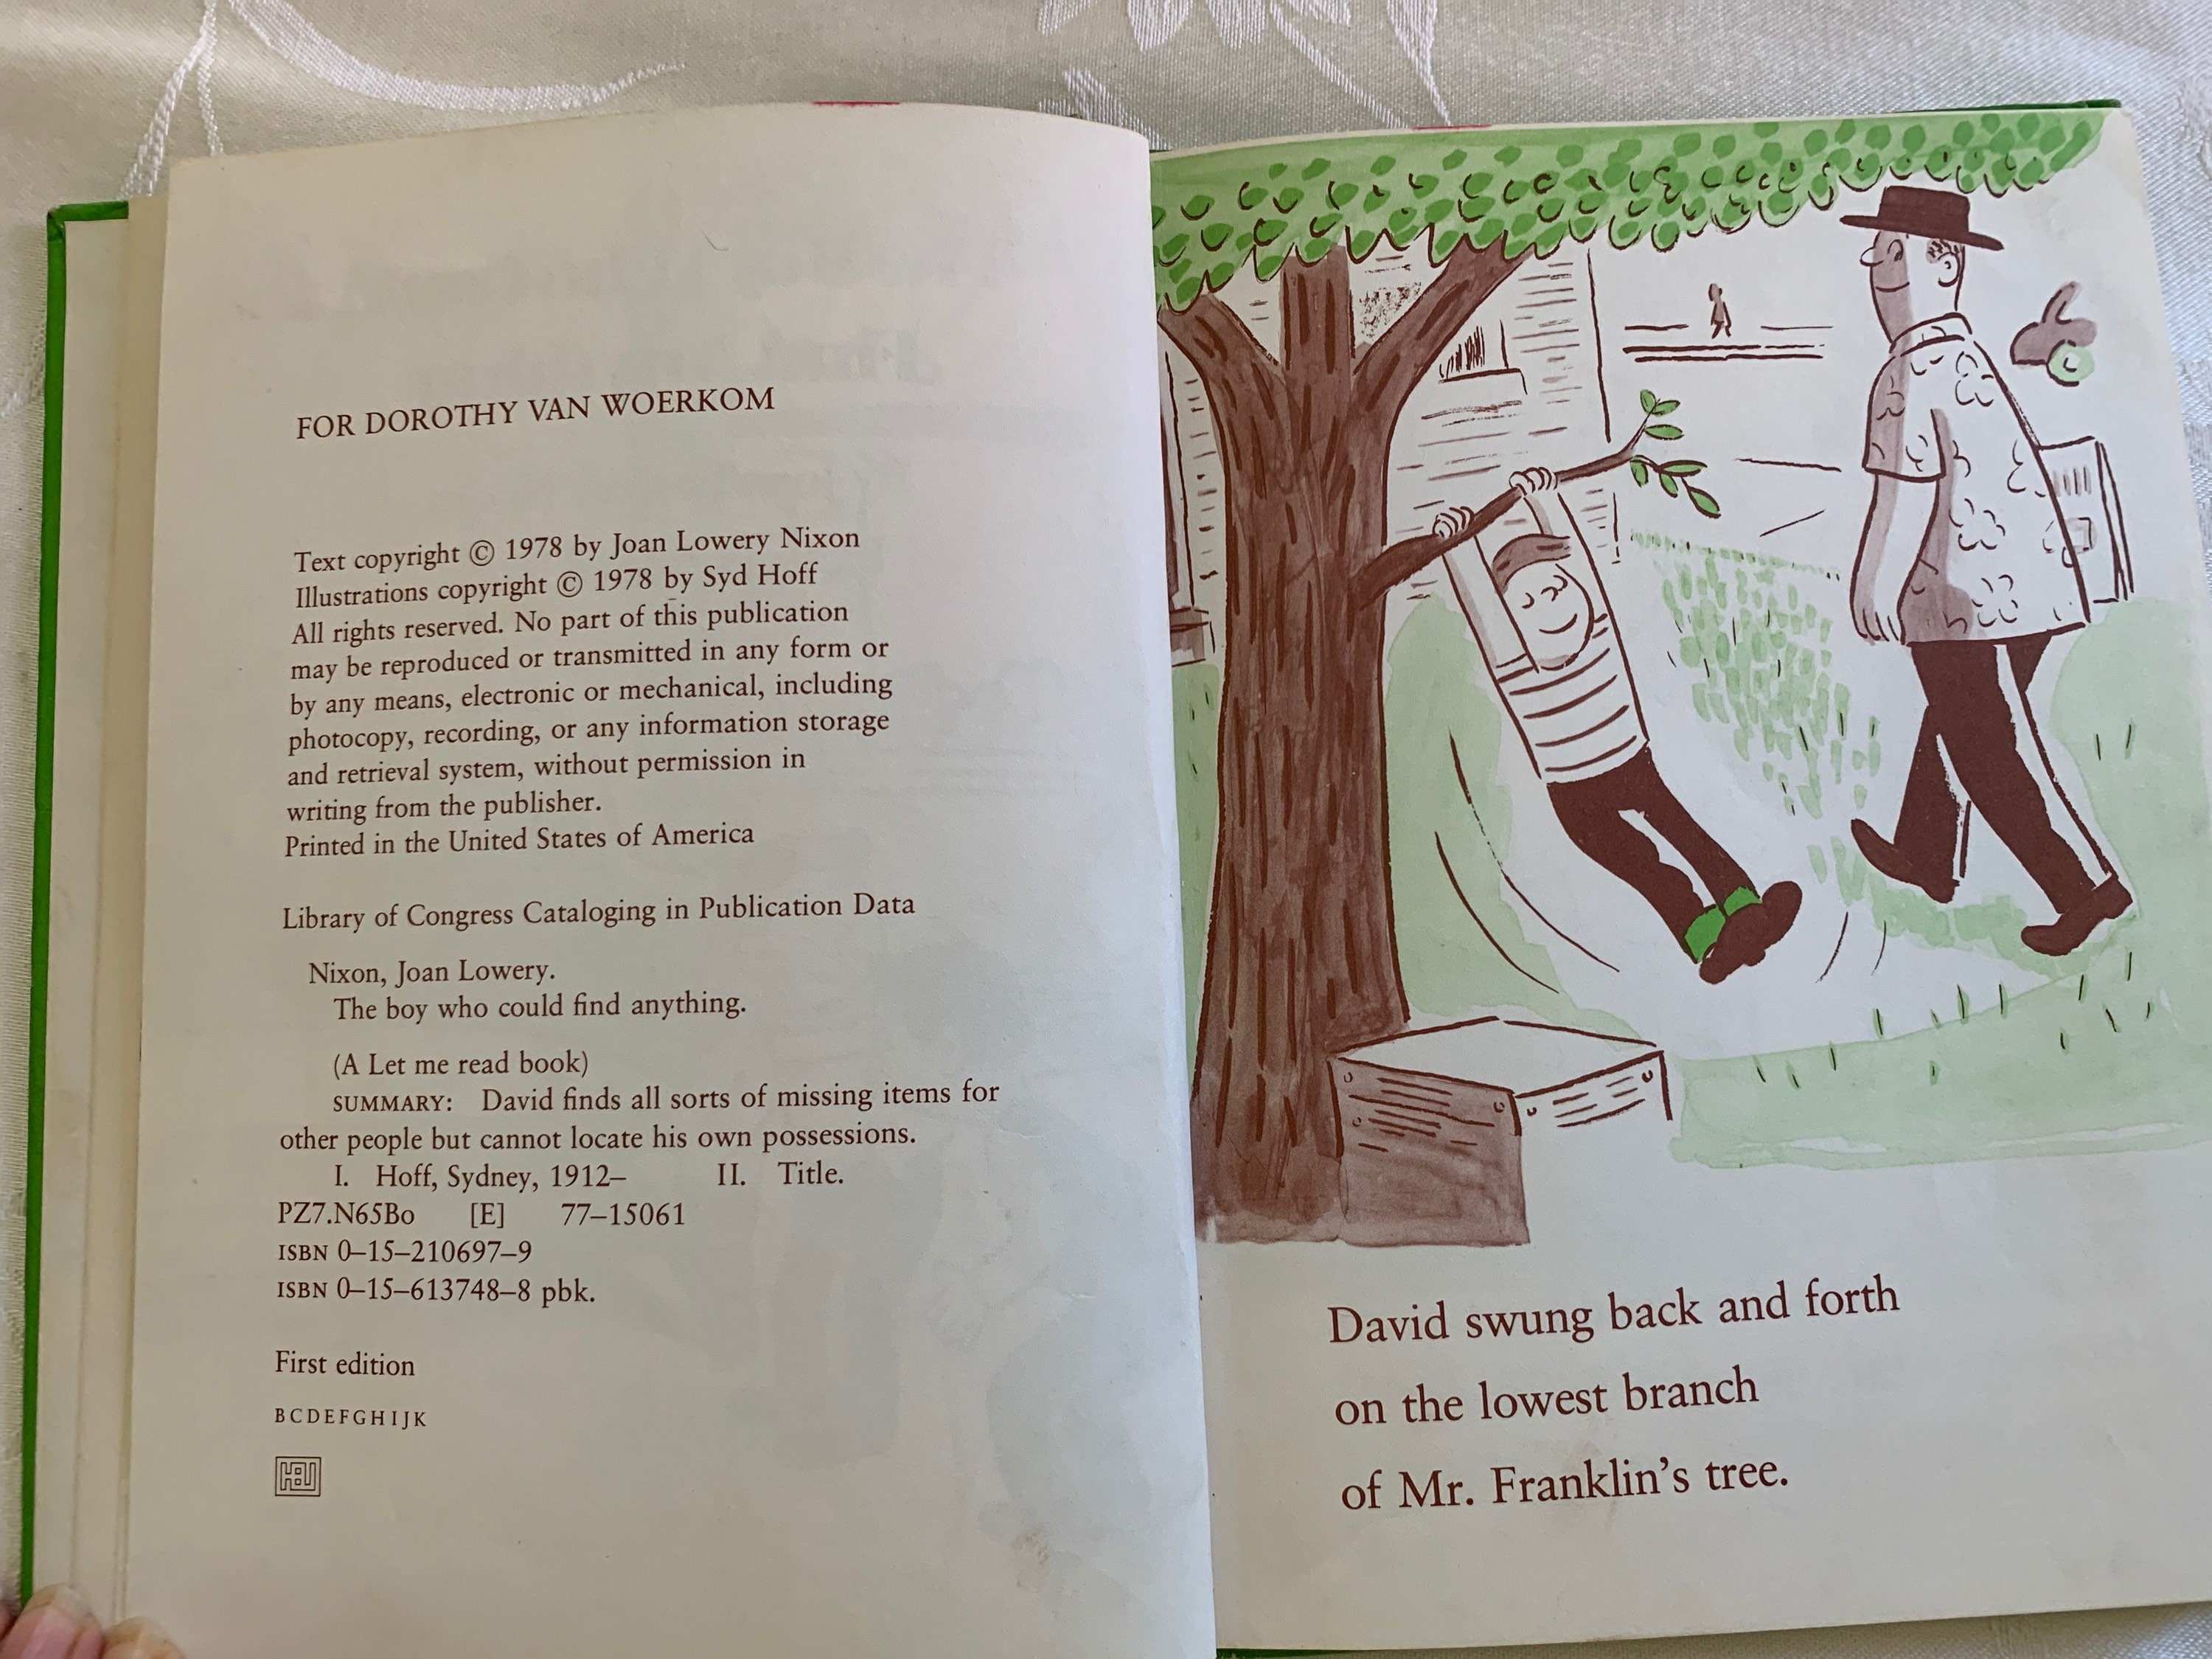 FOR DOROTHY VAN WOERKOM
Text copyright © 1978 by Joan Lowery Nixon
Illustrations copyright © 1978 by Syd Hoff
All rights reserved. No part of this publication
may be reproduced or transmitted in any form or
by any means, electronic or mechanical, including
photocopy, recording, or any information storage
and retrieval system, without permission in
writing from the publisher.
Printed in the United States of America
Library of Congress Cataloging in Publication Data
Nixon, Joan Lowery.
The boy who could find anything.
(A Let me read book)
SUMMARY: David finds all sorts of missing items for
other people but cannot locate his own possessions.
I. Hoff, Sydney, 1912– II. Title.
PZ7.N65Bo [E] 77–15061
ISBN 0–15–210697–9
ISBN 0–15–613748–8 pbk.
First edition
BCDEFGHIJK
HBJ
David swung back and forth
on the lowest branch
of Mr. Franklin's tree.